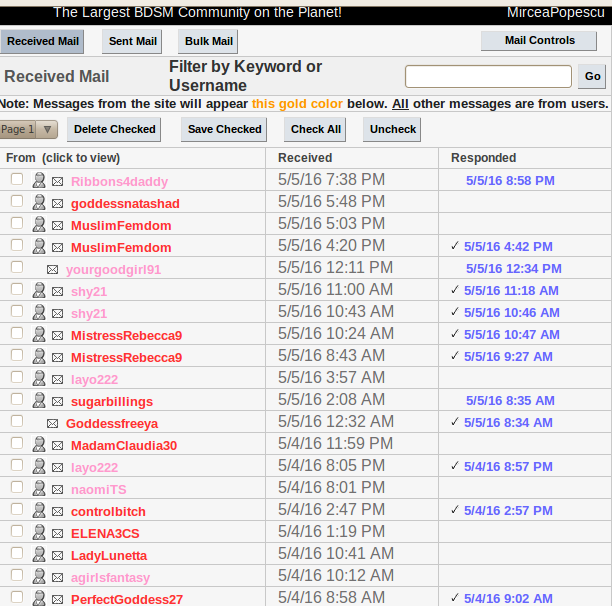 The Largest BDSM Community on the Planet! MirceaPopescu
Received Mail Sent Mail Bulk Mail Mail Controls
Received Mail Filter by Keyword or Username Go
Note: Messages from the site will appear this gold color below. All other messages are from users.
Page 1 Delete Checked Save Checked Check All Uncheck
From (click to view) Received Responded
Ribbons4daddy 5/5/16 7:38 PM 5/5/16 8:58 PM
goddessnatashad 5/5/16 5:48 PM
MuslimFemdom 5/5/16 5:03 PM
MuslimFemdom 5/5/16 4:20 PM ✓ 5/5/16 4:42 PM
yourgoodgirl91 5/5/16 12:11 PM 5/5/16 12:34 PM
shy21 5/5/16 11:00 AM ✓ 5/5/16 11:18 AM
shy21 5/5/16 10:43 AM ✓ 5/5/16 10:46 AM
MistressRebecca9 5/5/16 10:24 AM ✓ 5/5/16 10:47 AM
MistressRebecca9 5/5/16 8:43 AM ✓ 5/5/16 9:27 AM
layo222 5/5/16 3:57 AM
sugarbillings 5/5/16 2:08 AM 5/5/16 8:35 AM
Goddessfreeya 5/5/16 12:32 AM ✓ 5/5/16 8:34 AM
MadamClaudia30 5/4/16 11:59 PM
layo222 5/4/16 8:05 PM ✓ 5/4/16 8:57 PM
naomiTS 5/4/16 8:01 PM
controlbitch 5/4/16 2:47 PM ✓ 5/4/16 2:57 PM
ELENA3CS 5/4/16 1:19 PM
LadyLunetta 5/4/16 10:41 AM
agirlsfantasy 5/4/16 10:12 AM
PerfectGoddess27 5/4/16 8:58 AM ✓ 5/4/16 9:02 AM